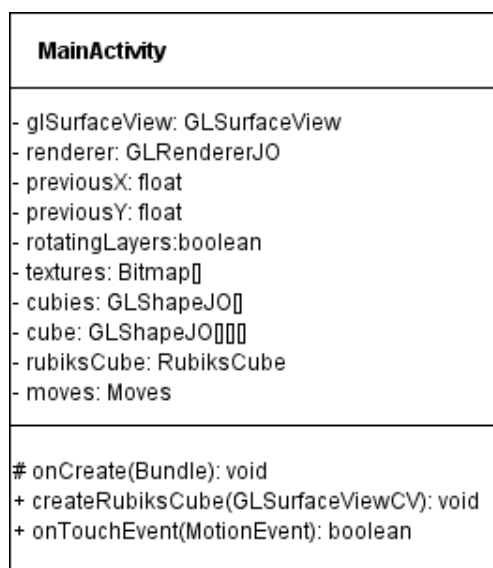 MainActivity
- glSurfaceView: GLSurfaceView
- renderer: GLRendererJO
- previousX: float
- previousY: float
- rotatingLayers:boolean
- textures: Bitmap[]
- cubies: GLShapeJO[]
- cube: GLShapeJO[][][]
- rubiksCube: RubiksCube
- moves: Moves
# onCreate(Bundle): void
+ createRubiksCube(GLSurfaceViewCV): void
+ onTouchEvent(MotionEvent): boolean